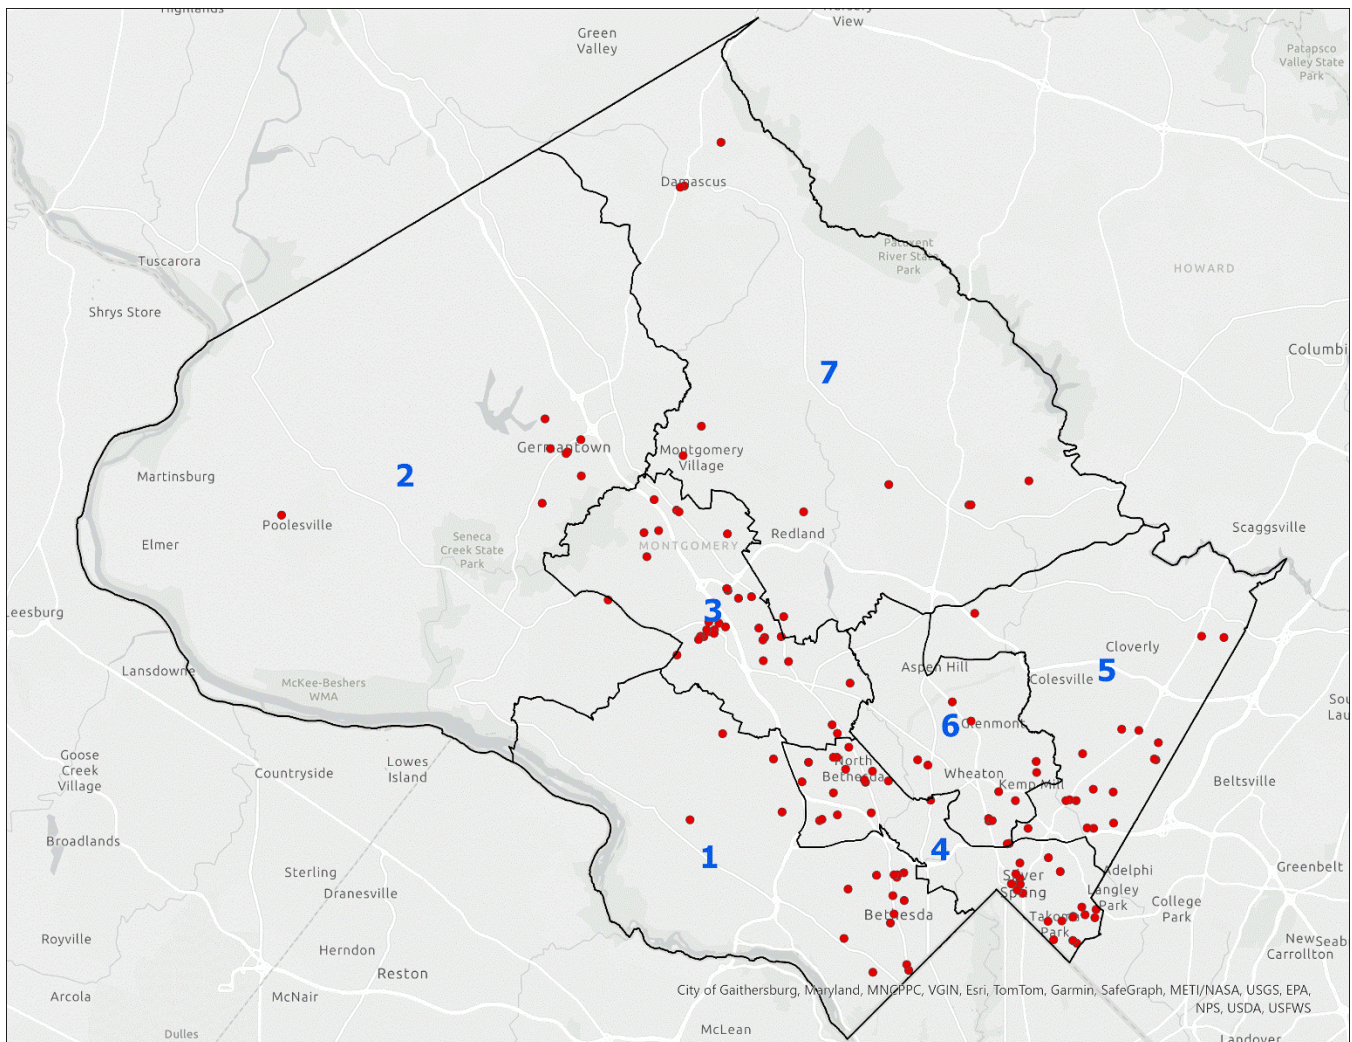 Highlands
View
Green
Valley
Patapsco
Valley State
Park
Damascus
Patuxent
River State
Park
Tuscarora
HOWARD
Shrys Store
Columbi
7
Germantown
Montgomery
Village
2
Martinsburg
Poolesville
Scaggsville
Redland
Elmer
Seneca
Creek State
Park
MONTGOMERY
Leesburg
3
Cloverly
Aspen Hill
5
Lansdowne
McKee-Beshers
WMA
Colesville
Sou
Lau
6
Glenmont
Goose
Creek
Village
Lowes
Island
Countryside
North
Bethesda
Wheaton
Kemp Mill
Beltsville
Broadlands
4
1
Sterling
Dranesville
Silver
Spring
Adelphi
Langley
Park
Greenbelt
College
Park
Bethesda
Takoma
Park
Royville
Herndon
New
Carrollton
Seab
Reston
City of Gaithersburg, Maryland, MNCPPC, VGIN, Esri, TomTom, Garmin, SafeGraph, METI/NASA, USGS, EPA,
NPS, USDA, USFWS
Arcola
McNair
McLean
Dulles
Landover